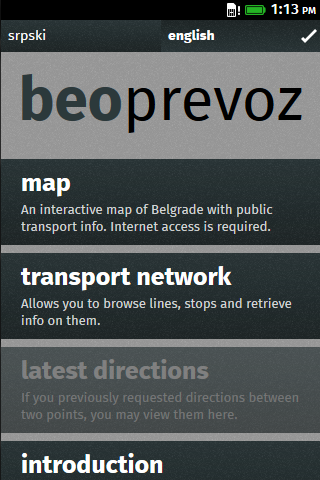 1:13 PM
srpski english
beoprevoz
map
An interactive map of Belgrade with public
transport info. Internet access is required.
transport network
Allows you to browse lines, stops and retrieve
info on them.
latest directions
If you previously requested directions between
two points, you may view them here.
introduction